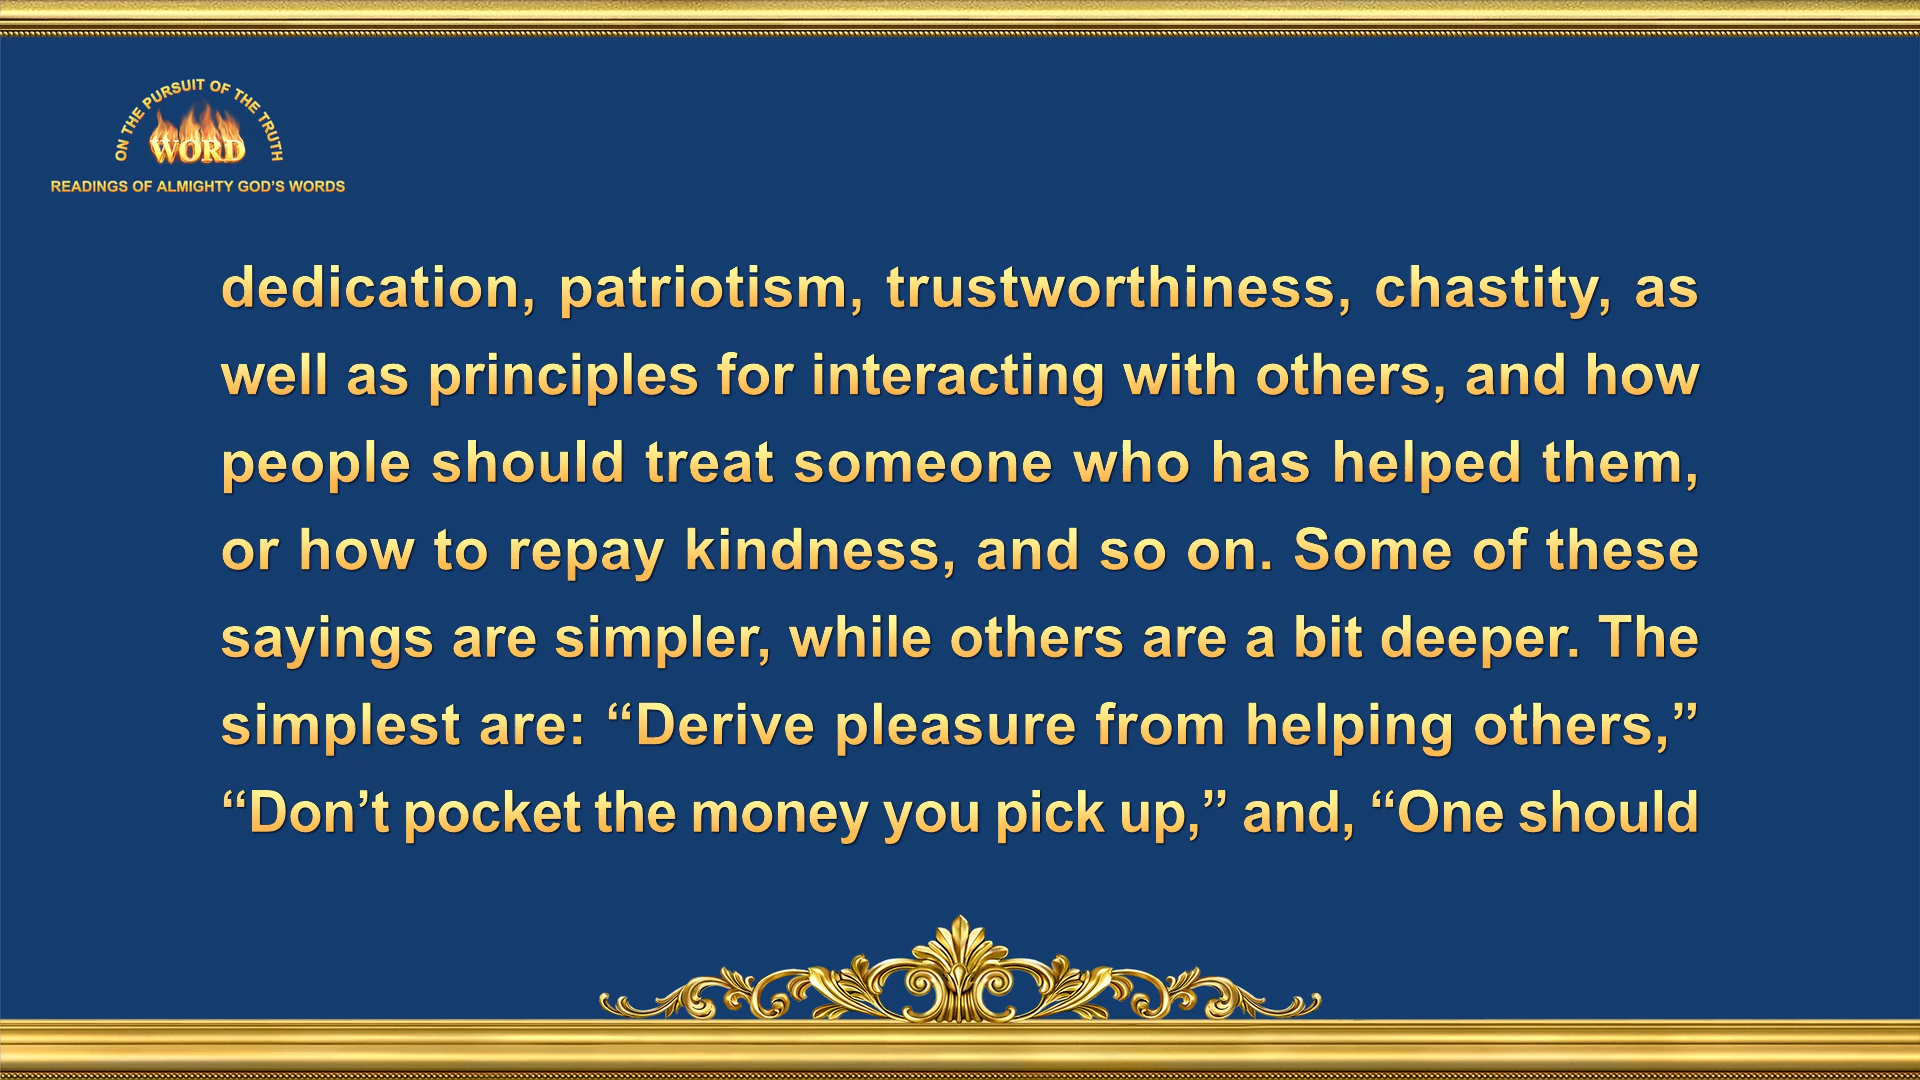 ON THE PURSUIT OF THE TRUTH
WORD
READINGS OF ALMIGHTY GOD’S WORDS
dedication, patriotism, trustworthiness, chastity, as
well as principles for interacting with others, and how
people should treat someone who has helped them,
or how to repay kindness, and so on. Some of these
sayings are simpler, while others are a bit deeper. The
simplest are: “Derive pleasure from helping others,”
“Don’t pocket the money you pick up,” and, “One should